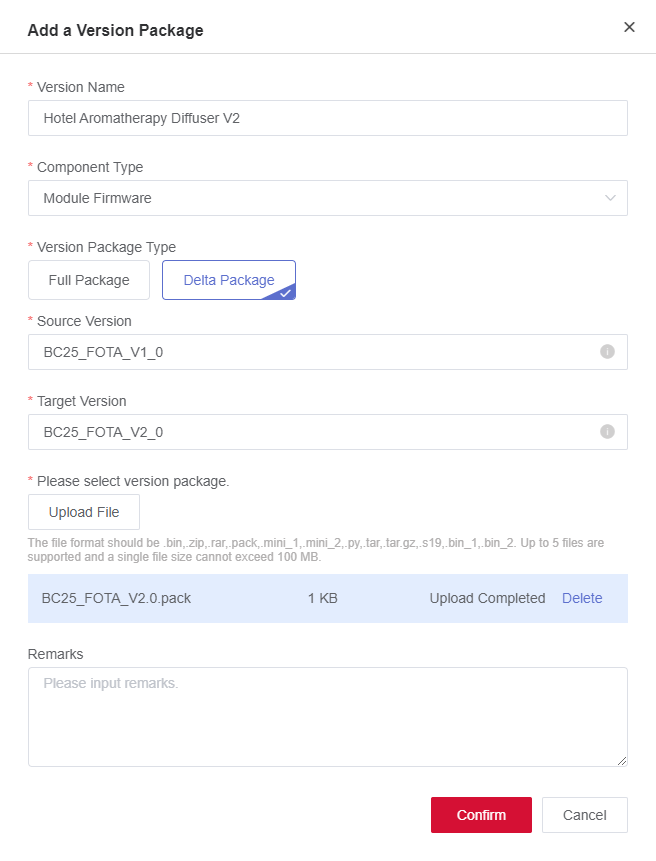 Add a Version Package
* Version Name
Hotel Aromatherapy Diffuser V2
* Component Type
Module Firmware
* Version Package Type
Full Package
Delta Package
* Source Version
BC25_FOTA_V1_0
* Target Version
BC25_FOTA_V2_0
* Please select version package.
Upload File
The file format should be .bin,.zip,.rar,.pack,.mini_1,.mini_2,.py,.tar,.tar.gz,.s19,.bin_1,.bin_2. Up to 5 files are
supported and a single file size cannot exceed 100 MB.
BC25_FOTA_V2.0.pack 1 KB Upload Completed Delete
Remarks
Please input remarks.
Confirm Cancel